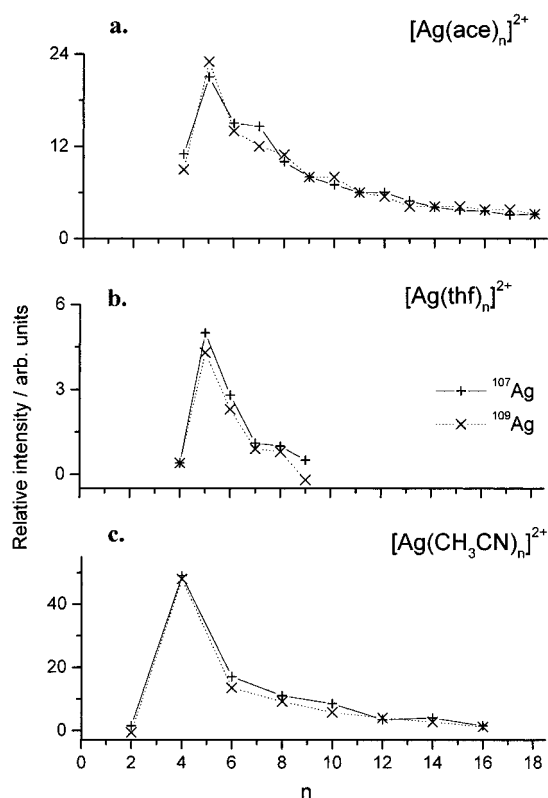 a.
[Ag(ace)n]2+
24
12
0
b.
[Ag(thf)n]2+
6
3
0
107Ag
109Ag
Relative intensity / arb. units
c.
[Ag(CH3CN)n]2+
40
20
0
0 2 4 6 8 10 12 14 16 18
n